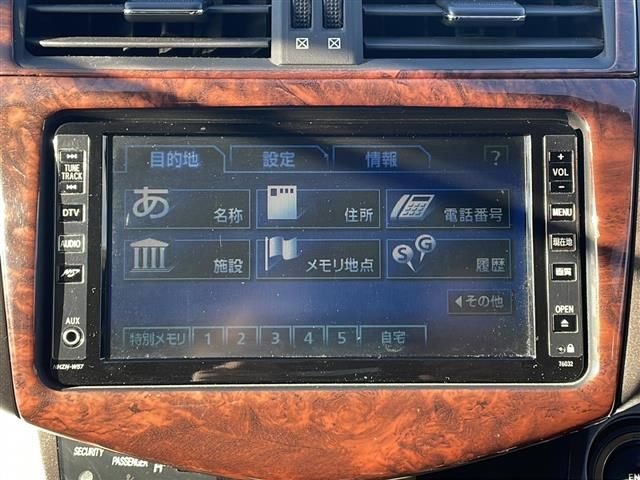 目的地 設定 情報 ?
あ 名称 住所 電話番号
施設 メモリ地点 S G 履歴
その他
特別メモリ 1 2 3 4 5 自宅
TUNE
TRACK
DTV
AUDIO
AUX
NHZN-W57
+
VOL
−
MENU
現在地
画質
OPEN
76032
SECURITY
PASSENGER